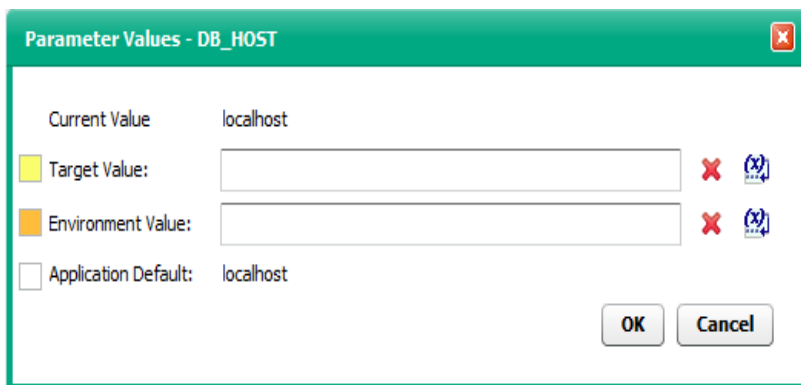 Parameter Values - DB_HOST
Current Value localhost
Target Value:
Environment Value:
Application Default: localhost
OK Cancel